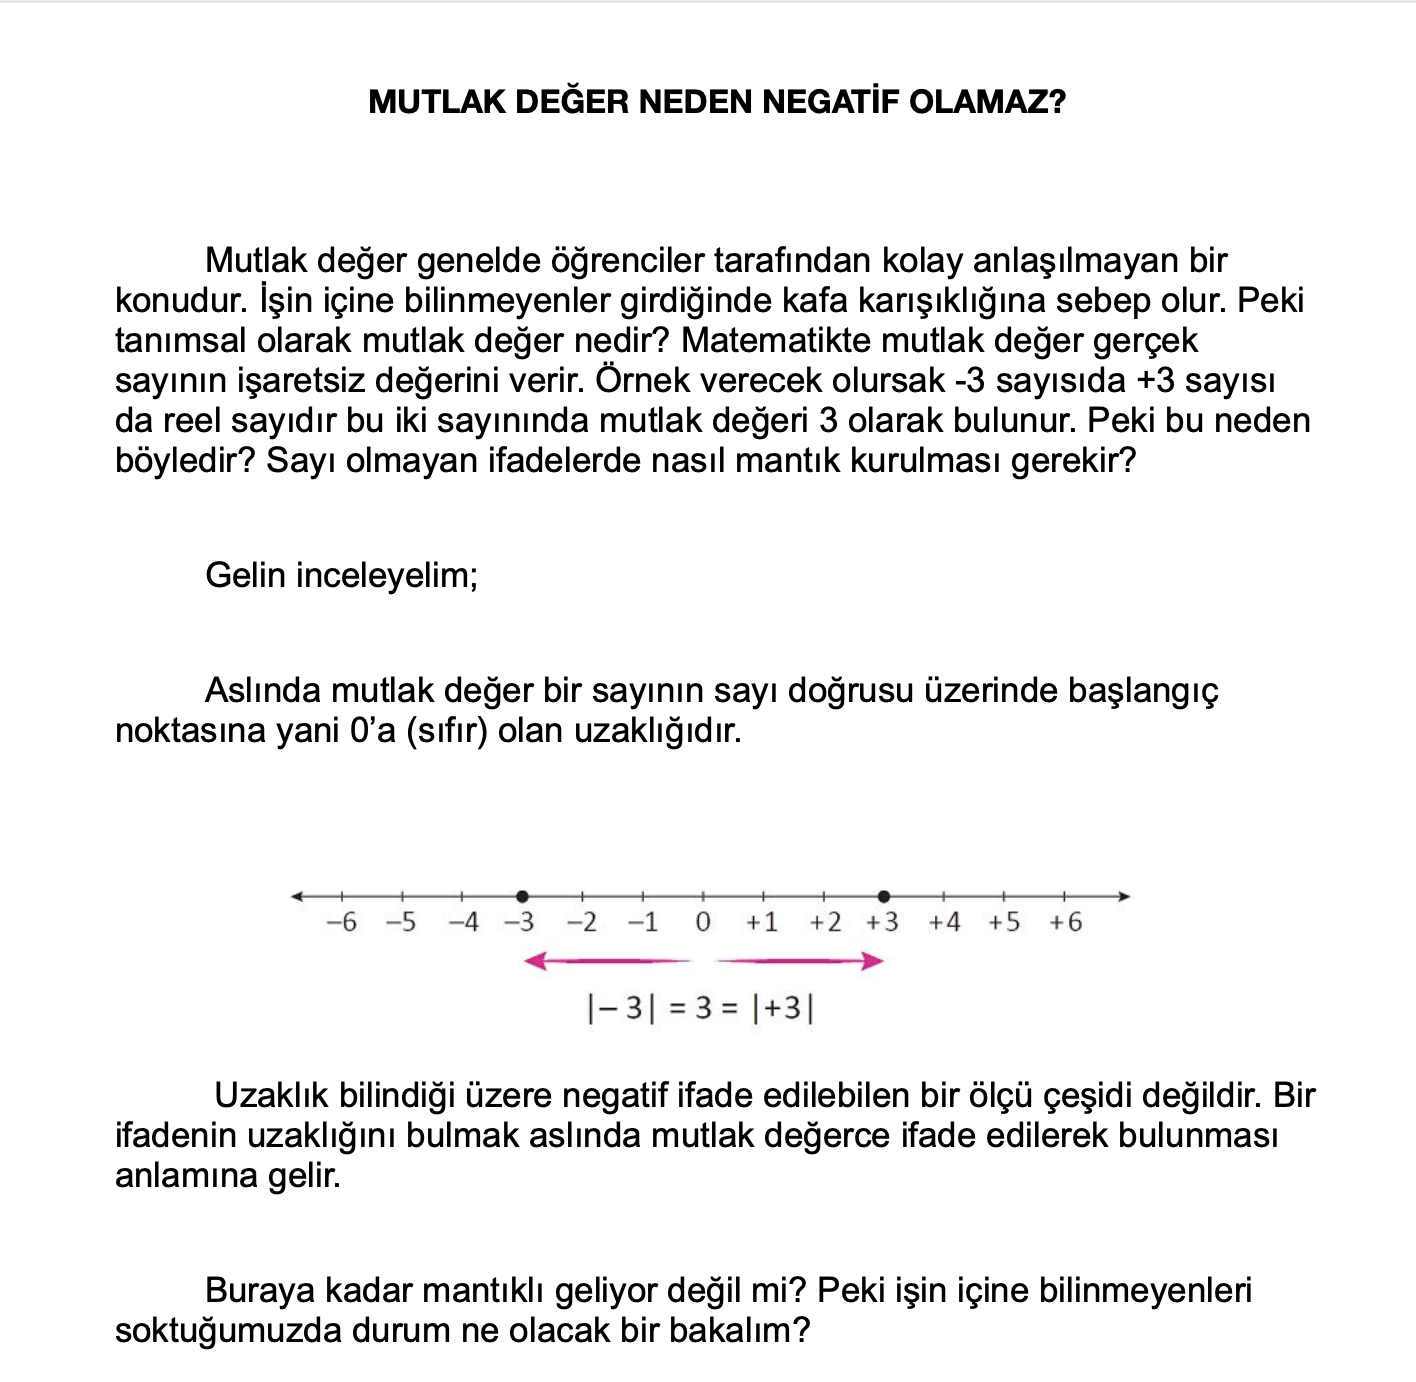 MUTLAK DEĞER NEDEN NEGATİF OLAMAZ?
Mutlak değer genelde öğrenciler tarafından kolay anlaşılmayan bir
konudur. İşin içine bilinmeyenler girdiğinde kafa karışıklığına sebep olur. Peki
tanımsal olarak mutlak değer nedir? Matematikte mutlak değer gerçek
sayının işaretsiz değerini verir. Örnek verecek olursak -3 sayısıda +3 sayısı
da reel sayıdır bu iki sayınında mutlak değeri 3 olarak bulunur. Peki bu neden
böyledir? Sayı olmayan ifadelerde nasıl mantık kurulması gerekir?
Gelin inceleyelim;
Aslında mutlak değer bir sayının sayı doğrusu üzerinde başlangıç
noktasına yani 0’a (sıfır) olan uzaklığıdır.
–6 –5 –4 –3 –2 –1 0 +1 +2 +3 +4 +5 +6
|– 3| = 3 = |+3|
Uzaklık bilindiği üzere negatif ifade edilebilen bir ölçü çeşidi değildir. Bir
ifadenin uzaklığını bulmak aslında mutlak değerce ifade edilerek bulunması
anlamına gelir.
Buraya kadar mantıklı geliyor değil mi? Peki işin içine bilinmeyenleri
soktuğumuzda durum ne olacak bir bakalım?